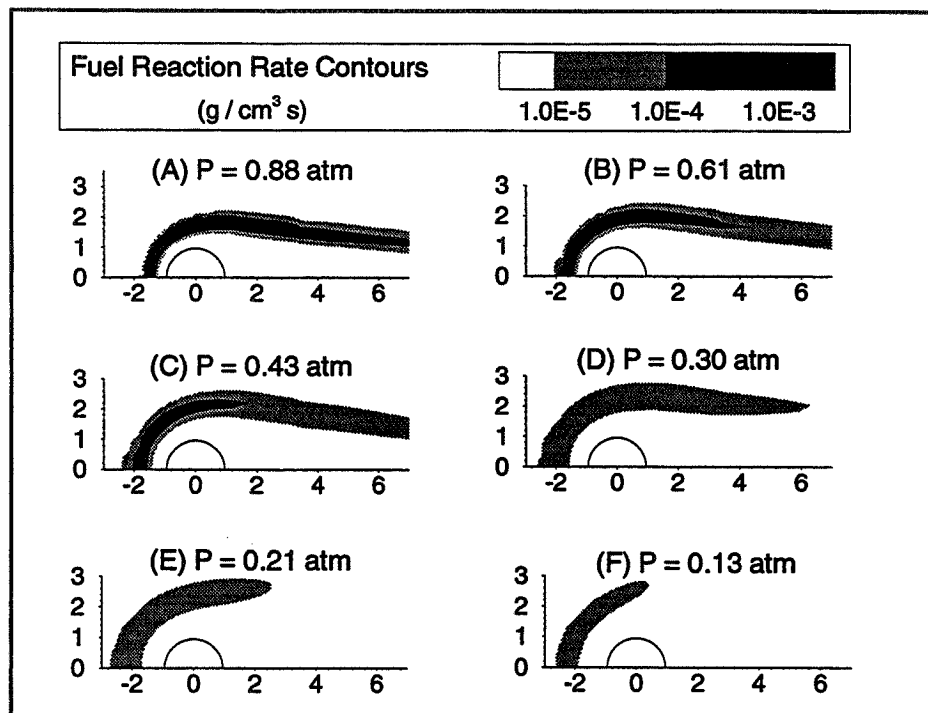 Fuel Reaction Rate Contours
(g / cm³ s)
1.0E-5 1.0E-4 1.0E-3
(A) P = 0.88 atm
3
2
1
0
-2 0 2 4 6
(B) P = 0.61 atm
3
2
1
0
-2 0 2 4 6
(C) P = 0.43 atm
3
2
1
0
-2 0 2 4 6
(D) P = 0.30 atm
3
2
1
0
-2 0 2 4 6
(E) P = 0.21 atm
3
2
1
0
-2 0 2 4 6
(F) P = 0.13 atm
3
2
1
0
-2 0 2 4 6